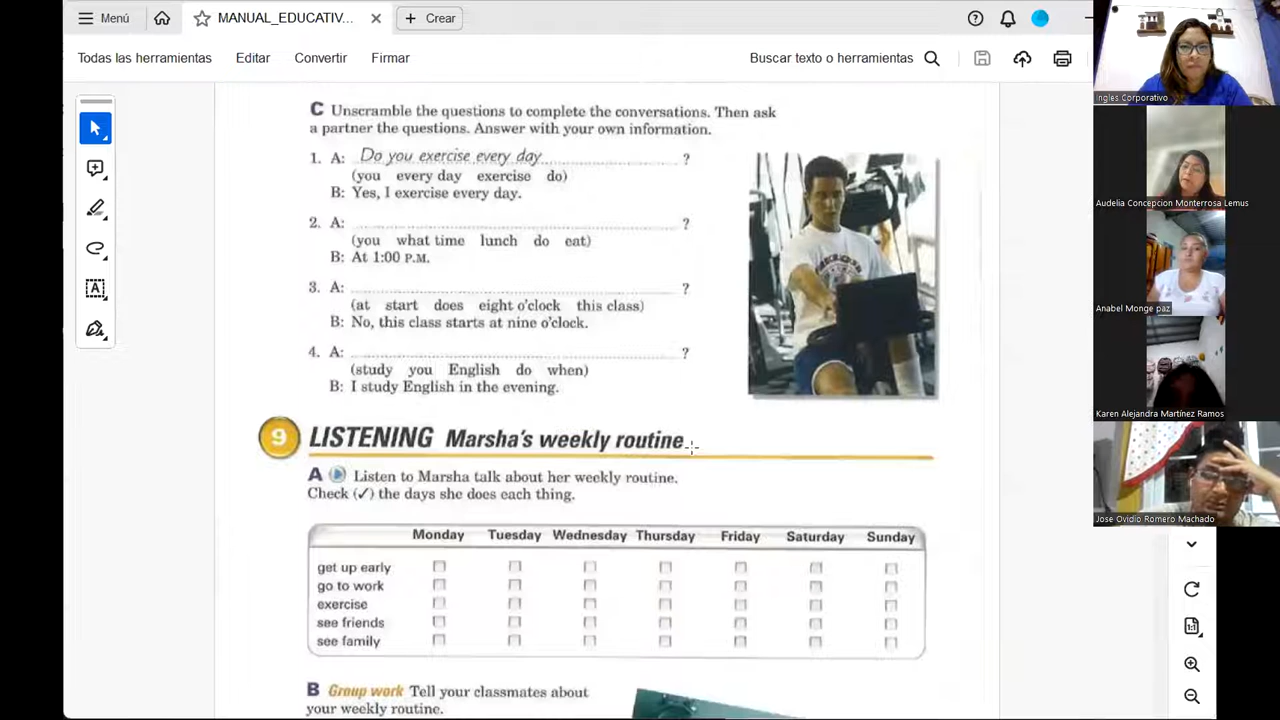 Menú
MANUAL_EDUCATIV...
Crear
Todas las herramientas
Editar
Convertir
Firmar
Buscar texto o herramientas
C Unscramble the questions to complete the conversations. Then ask
a partner the questions. Answer with your own information.
1. A: Do you exercise every day ?
(you every day exercise do)
B: Yes, I exercise every day.
2. A: ?
(you what time lunch do eat)
B: At 1:00 P.M.
3. A: ?
(at start does eight o'clock this class)
B: No, this class starts at nine o'clock.
4. A: ?
(study you English do when)
B: I study English in the evening.
9 LISTENING Marsha's weekly routine
A Listen to Marsha talk about her weekly routine.
Check (✓) the days she does each thing.
Monday Tuesday Wednesday Thursday Friday Saturday Sunday
get up early
go to work
exercise
see friends
see family
B Group work Tell your classmates about
your weekly routine.
Ingles Corporativo
Audelia Concepcion Monterrosa Lemus
Anabel Monge paz
Karen Alejandra Martínez Ramos
Jose Ovidio Romero Machado
1:1